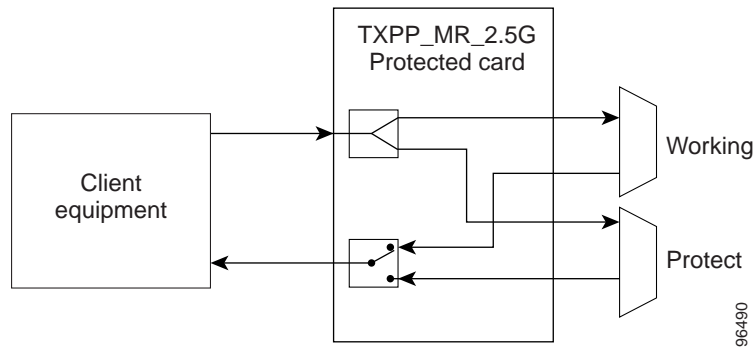 TXPP_MR_2.5G
Protected card
Client
equipment
Working
Protect
96490